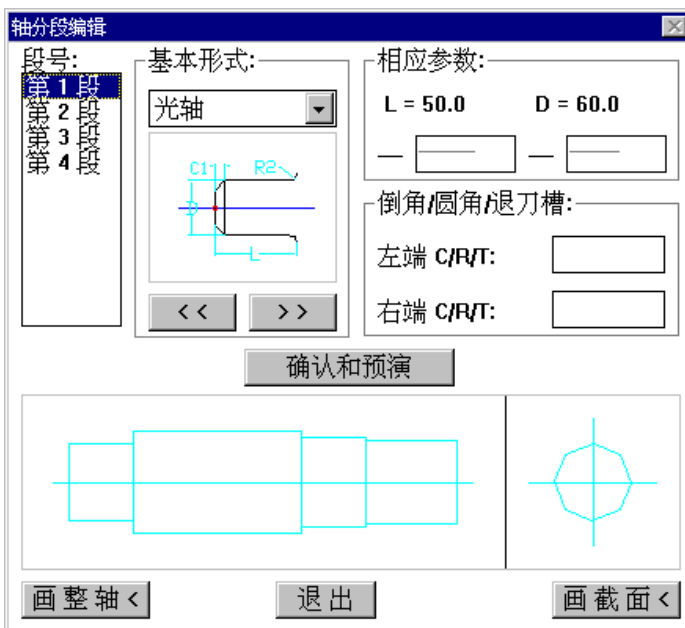 轴分段编辑
段号:
第 1 段
第 2 段
第 3 段
第 4 段
基本形式:
光轴
C1
R2
D
L
<< >>
相应参数:
L = 50.0 D = 60.0
— —
倒角/圆角/退刀槽:
左端 C/R/T:
右端 C/R/T:
确认和预演
画 整 轴 < 退 出 画 截 面 <